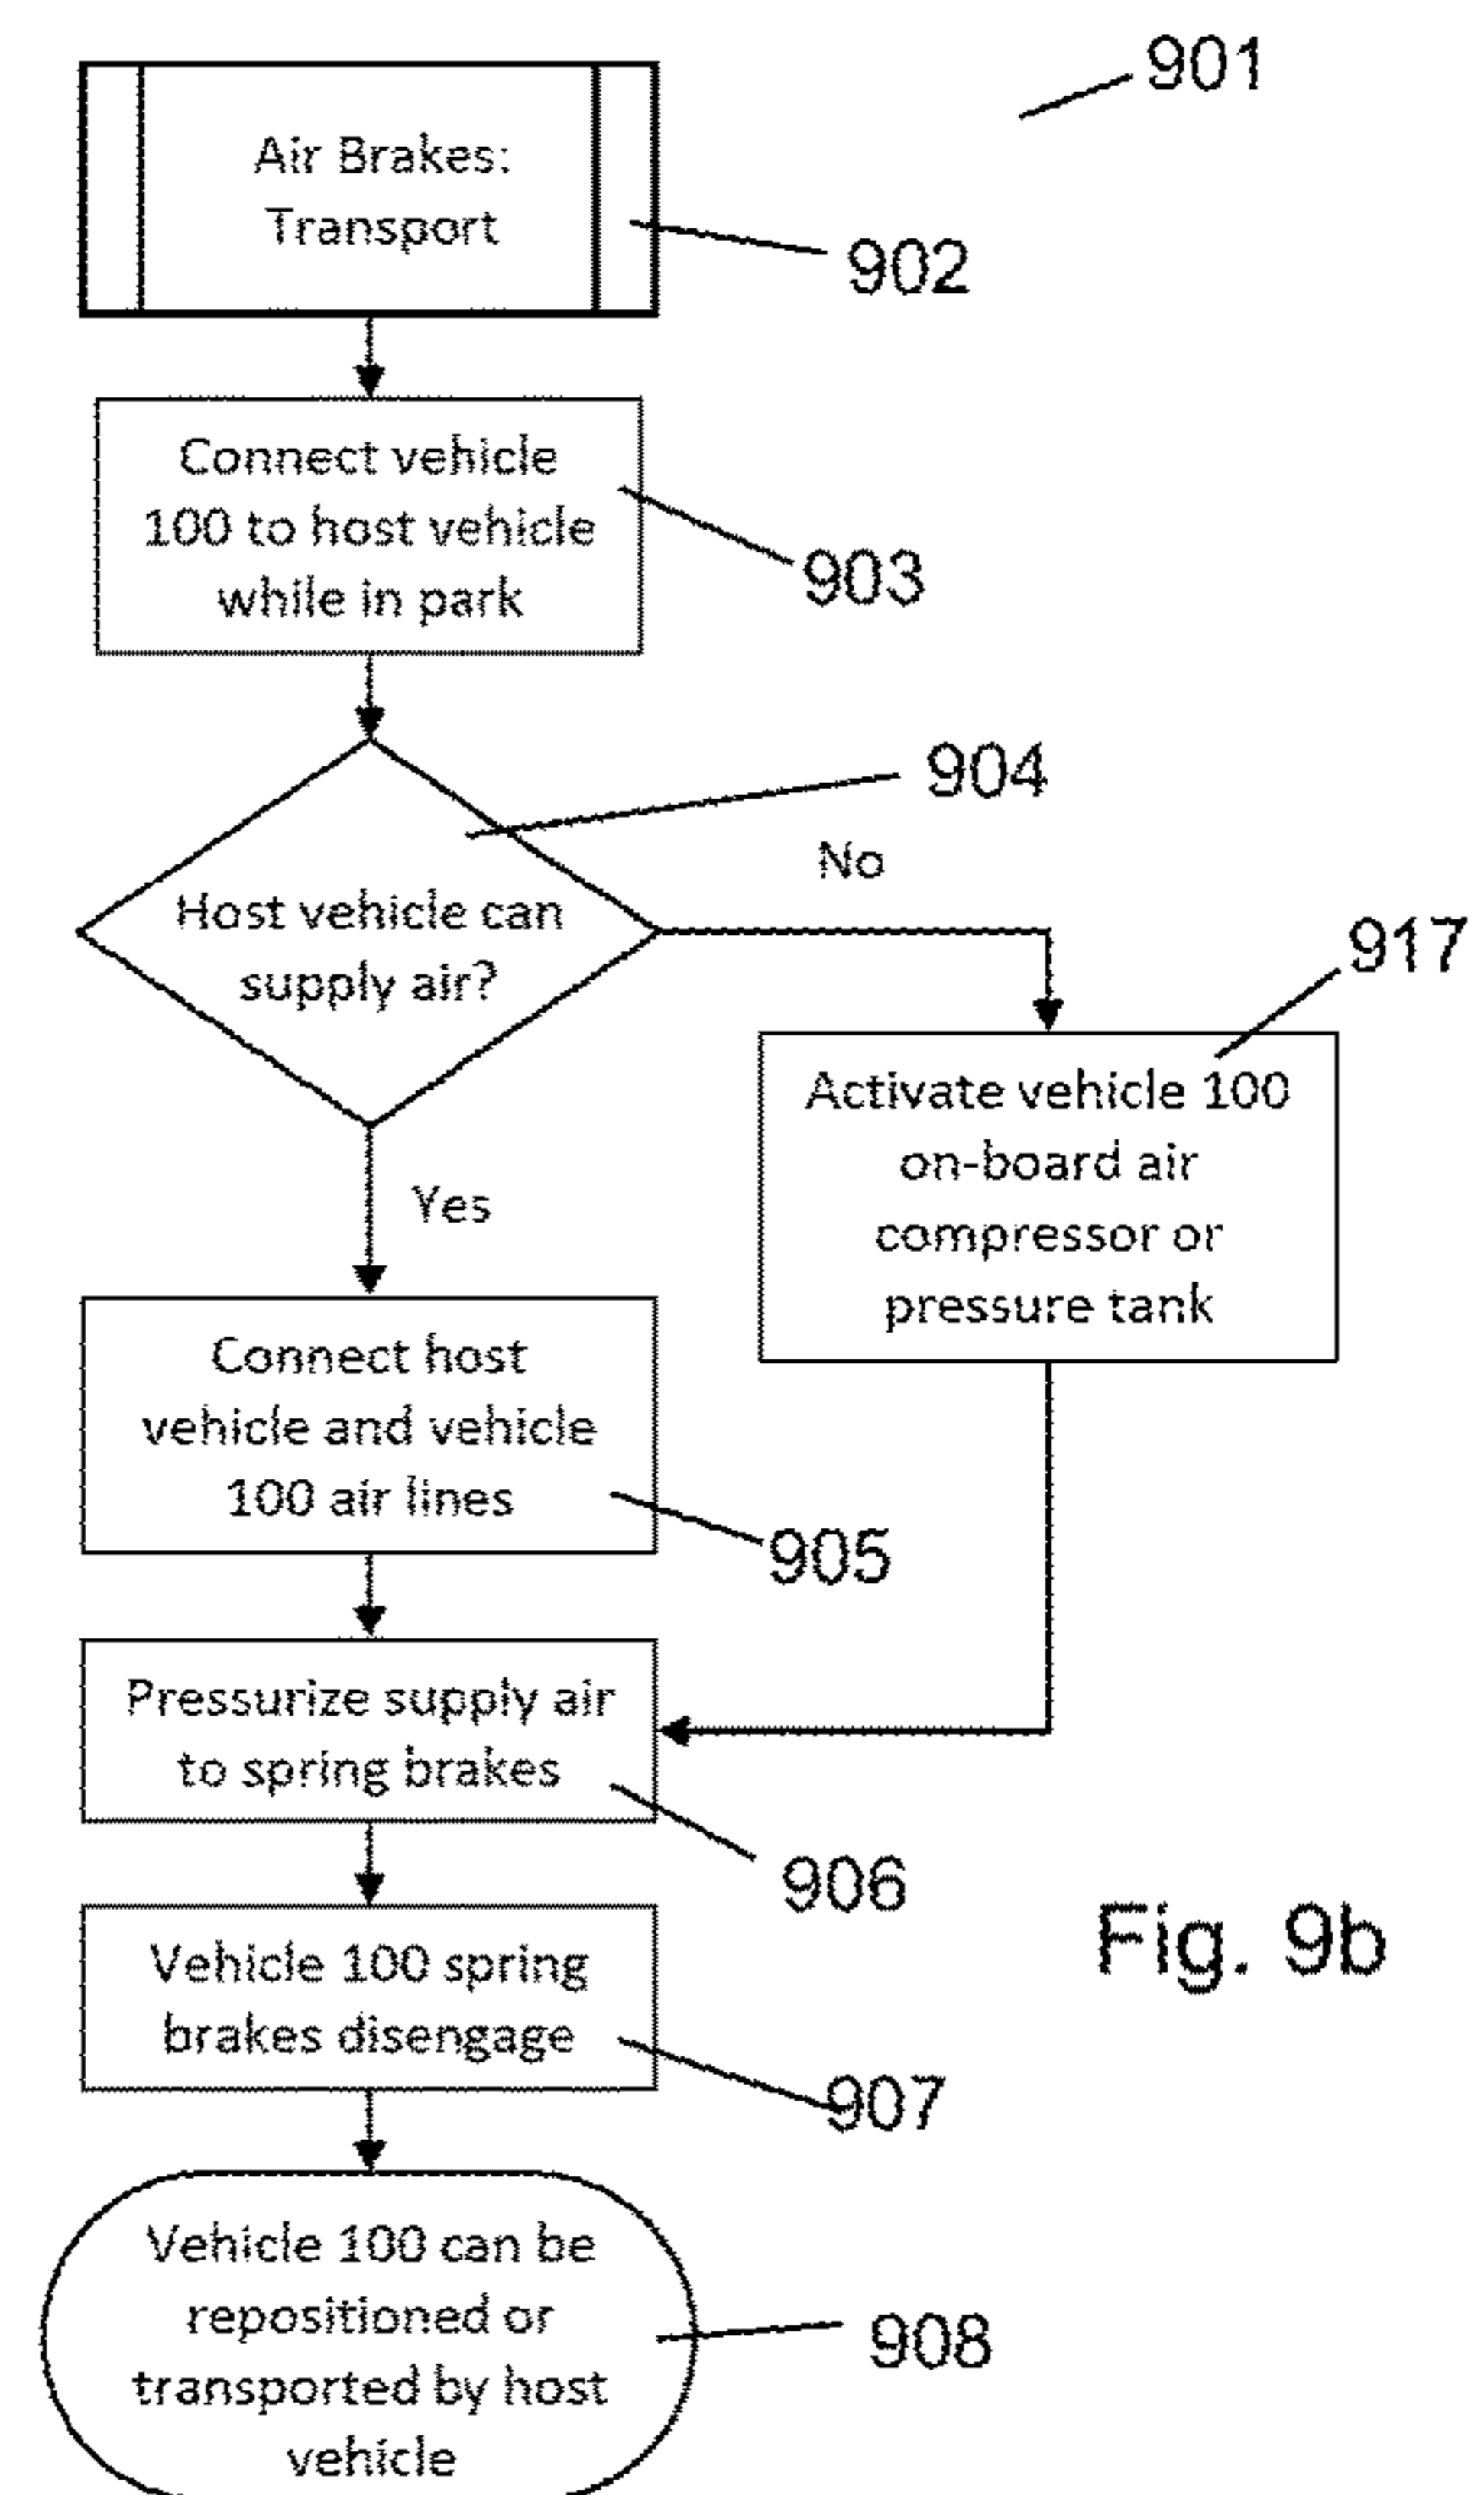 901
Air Brakes:
Transport
902
Connect vehicle
100 to host vehicle
while in park
903
904
Host vehicle can
supply air?
No
917
Activate vehicle 100
on-board air
compressor or
pressure tank
Yes
Connect host
vehicle and vehicle
100 air lines
905
Pressurize supply air
to spring brakes
906
Vehicle 100 spring
brakes disengage
907
Fig. 9b
Vehicle 100 can be
repositioned or
transported by host
vehicle
908